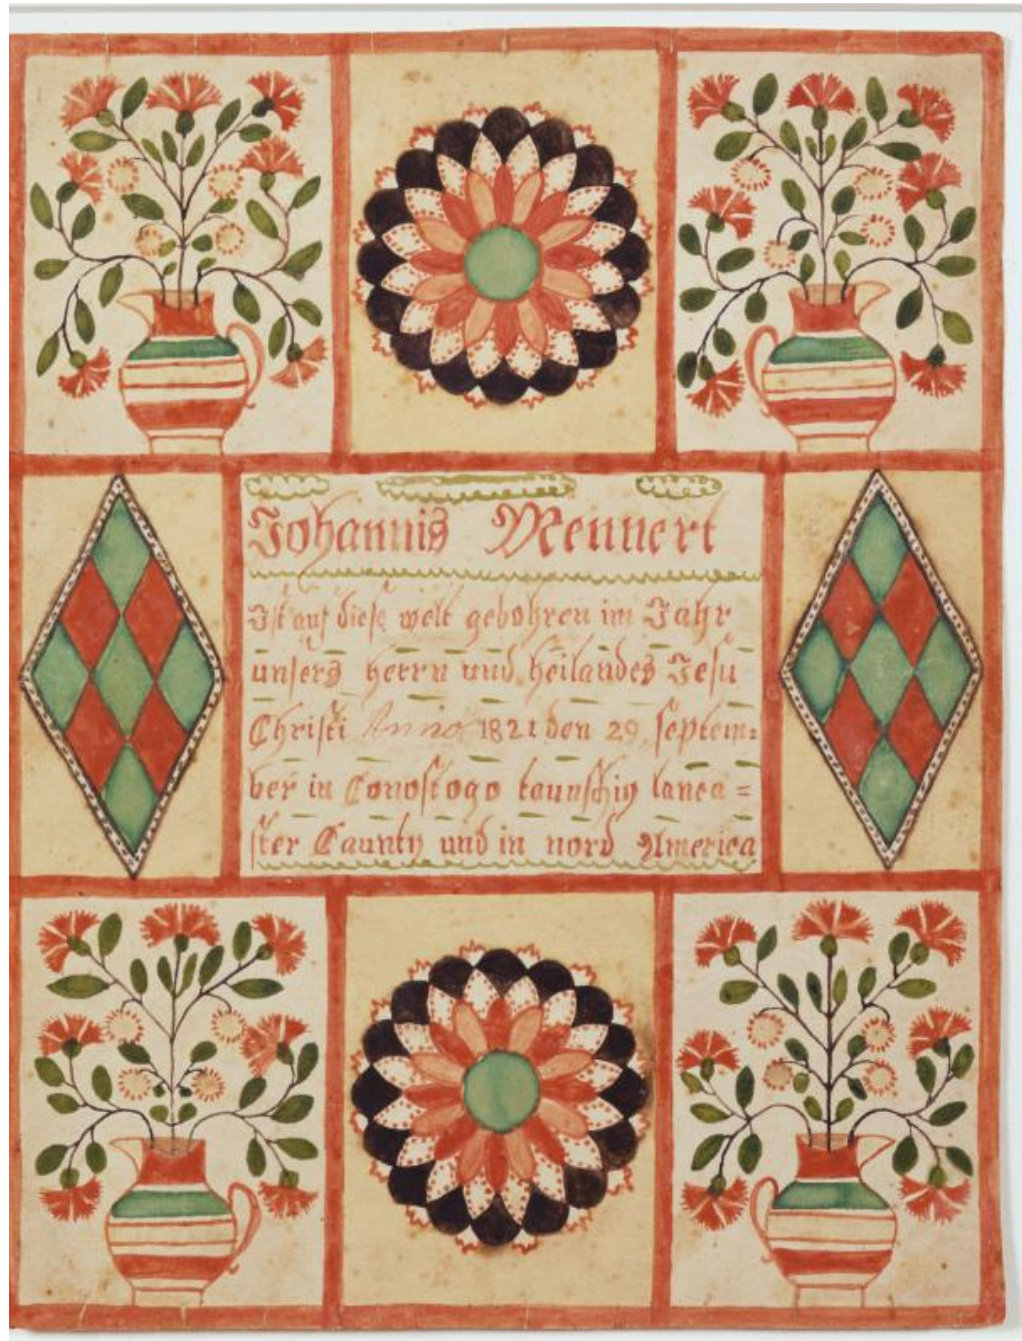 Johannis Mennert
Ist auf diese welt gebohren im Jahr
unsers herrn und heilandes Jesu
Christi Anno 1821 den 29 septem=
ber in Conostogo taunschip lanca=
ster Caunty und in nord America